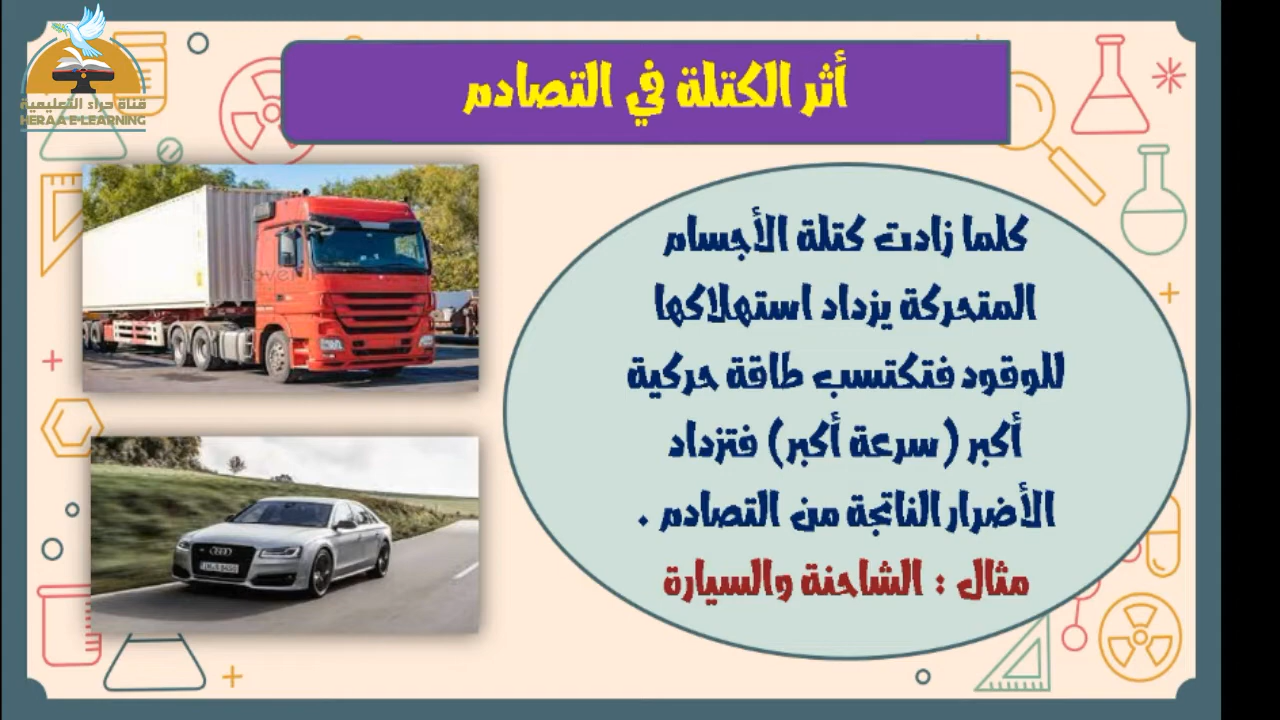 قناة حراء التعليمية
HERAA E-LEARNING
أثر الكتلة في التصادم
كلما زادت كتلة الأجسام
المتحركة يزداد استهلاكها
للوقود فتكتسب طاقة حركية
أكبر (سرعة أكبر) فتزداد
الأضرار الناتجة من التصادم .
مثال : الشاحنة والسيارة